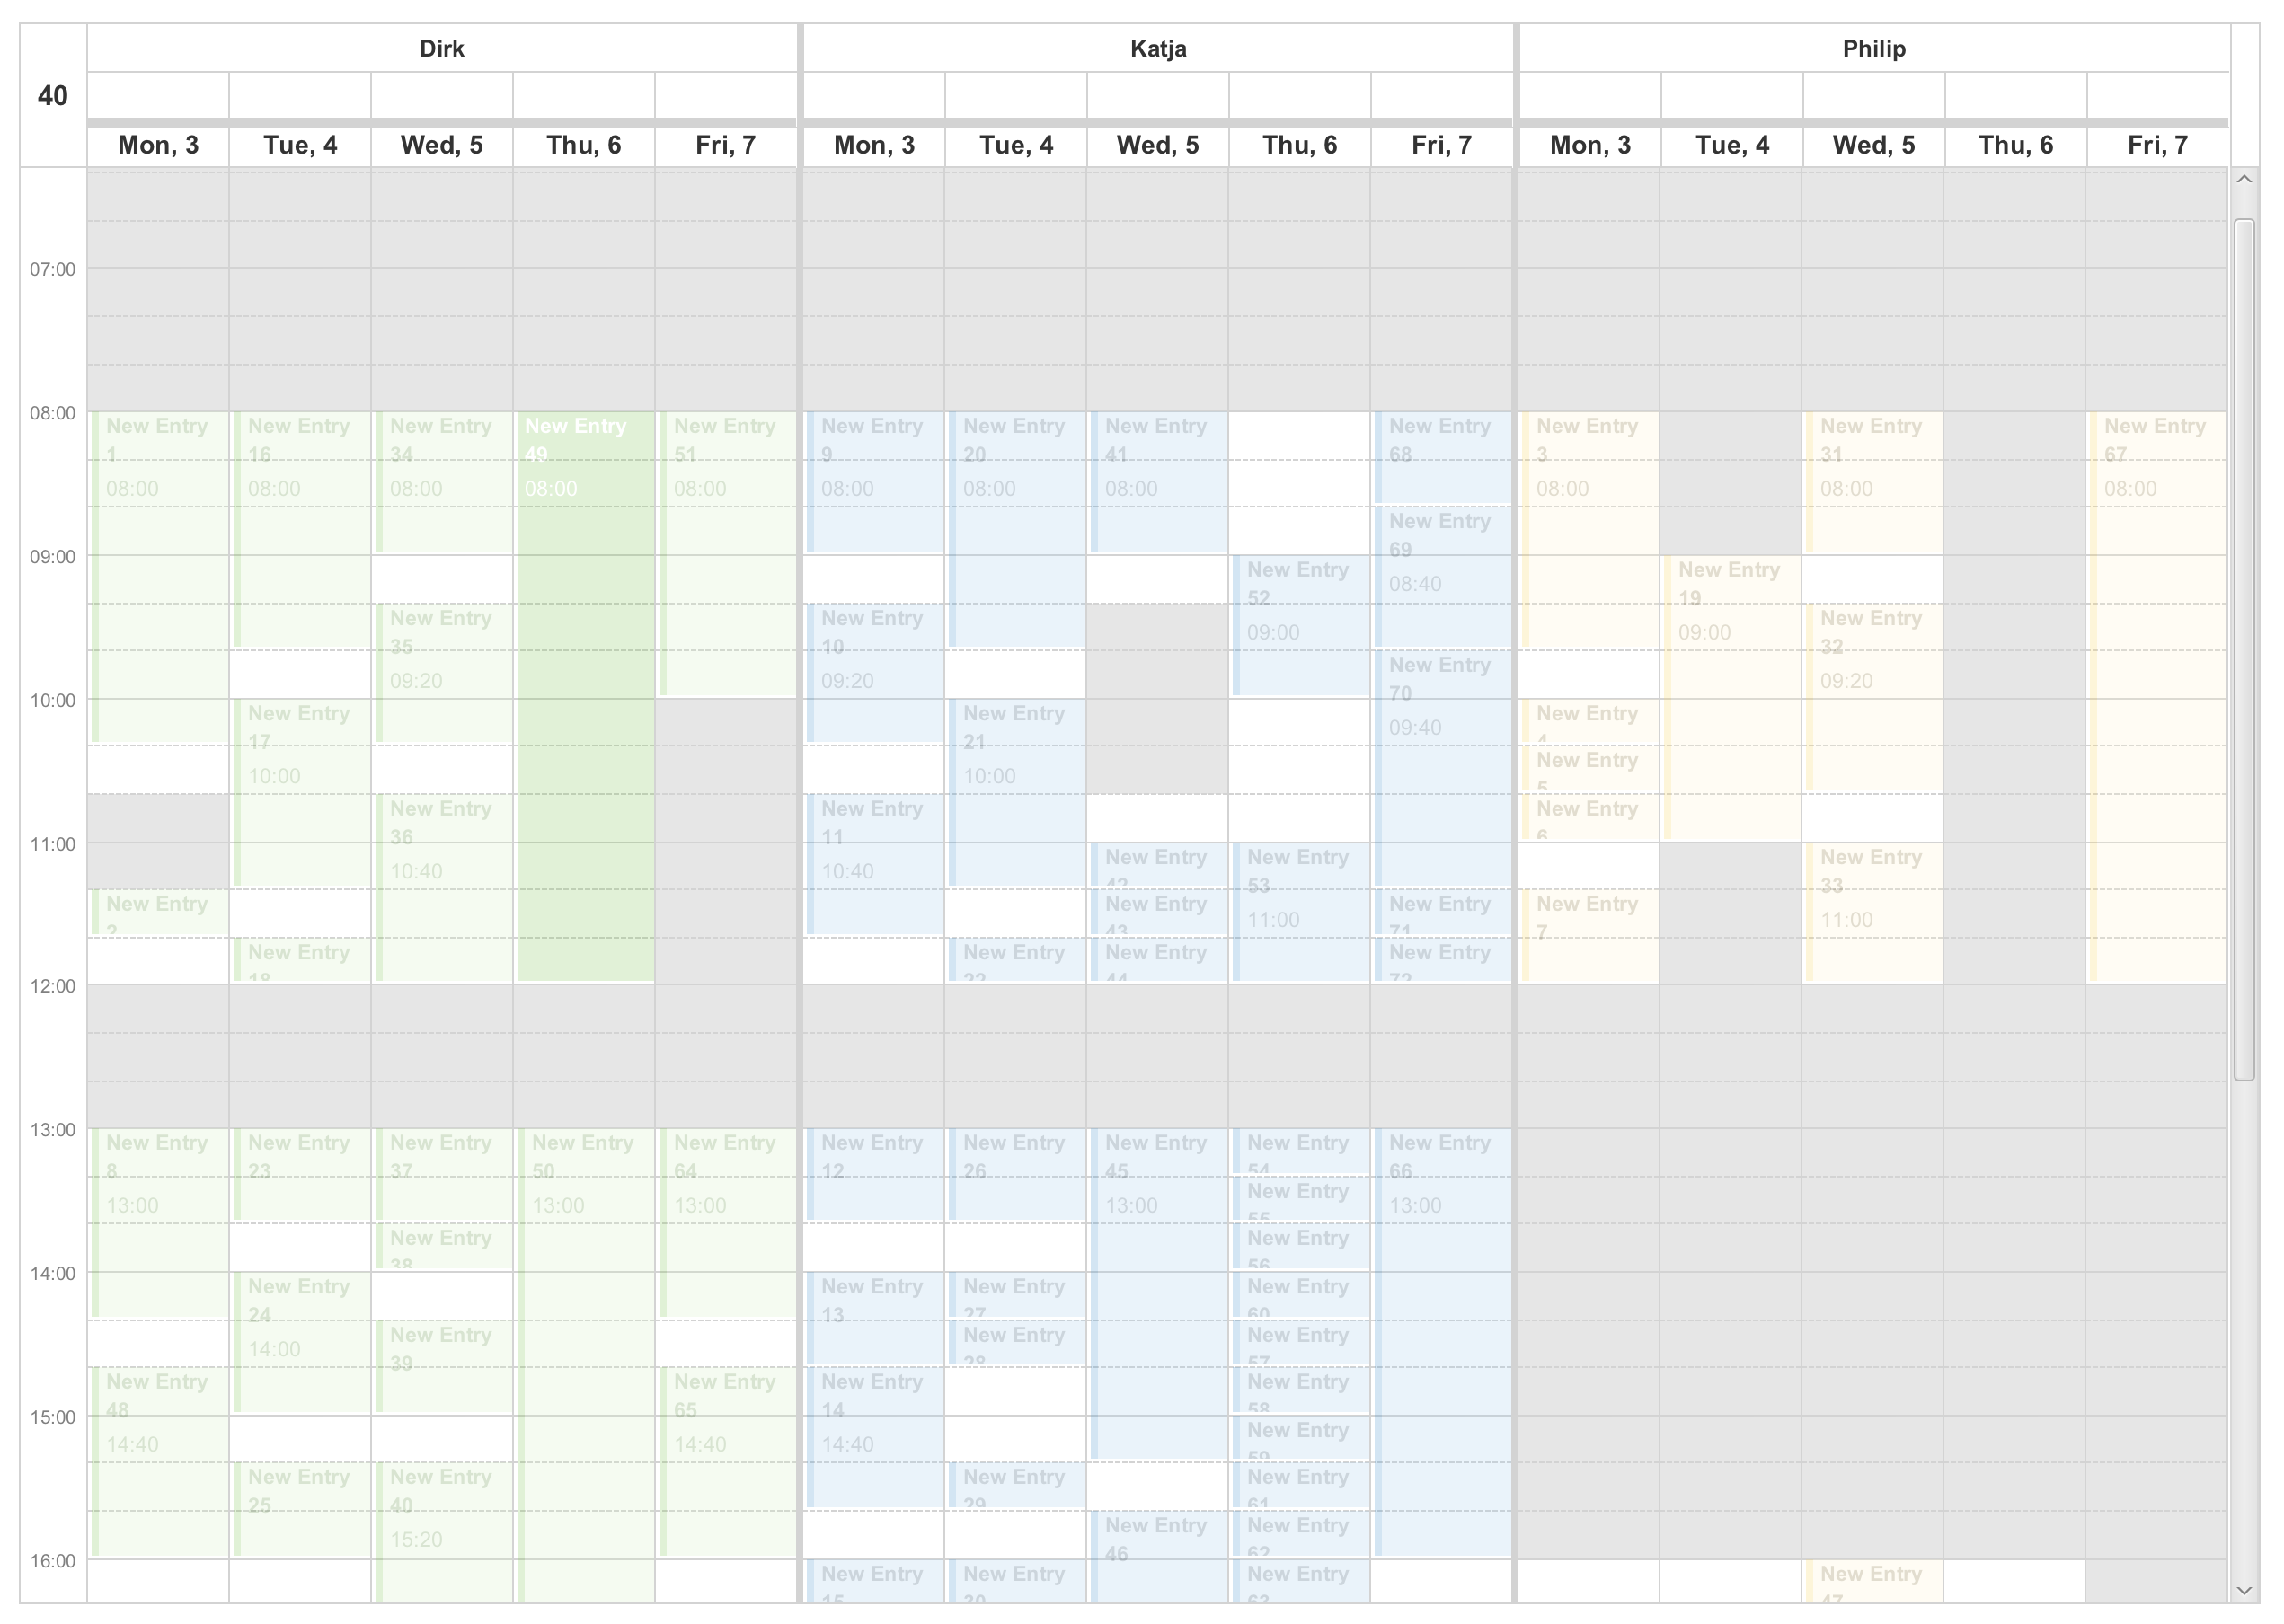 Dirk
Katja
Philip
40
Mon, 3
Tue, 4
Wed, 5
Thu, 6
Fri, 7
Mon, 3
Tue, 4
Wed, 5
Thu, 6
Fri, 7
Mon, 3
Tue, 4
Wed, 5
Thu, 6
Fri, 7
07:00
08:00
09:00
10:00
11:00
12:00
13:00
14:00
15:00
16:00
New Entry
1
08:00
New Entry
2
New Entry
8
13:00
New Entry
48
14:40
New Entry
16
08:00
New Entry
17
10:00
New Entry
18
New Entry
23
New Entry
24
14:00
New Entry
25
New Entry
34
08:00
New Entry
35
09:20
New Entry
36
10:40
New Entry
37
New Entry
38
New Entry
39
New Entry
40
15:20
New Entry
49
08:00
New Entry
50
13:00
New Entry
51
08:00
New Entry
64
13:00
New Entry
65
14:40
New Entry
9
08:00
New Entry
10
09:20
New Entry
11
10:40
New Entry
12
New Entry
13
New Entry
14
14:40
New Entry
15
New Entry
20
08:00
New Entry
21
10:00
New Entry
22
New Entry
26
New Entry
27
New Entry
28
New Entry
29
New Entry
30
New Entry
41
08:00
New Entry
42
New Entry
43
New Entry
44
New Entry
45
13:00
New Entry
46
New Entry
52
09:00
New Entry
53
11:00
New Entry
54
New Entry
55
New Entry
56
New Entry
60
New Entry
57
New Entry
58
New Entry
59
New Entry
61
New Entry
62
New Entry
63
New Entry
68
New Entry
69
08:40
New Entry
70
09:40
New Entry
71
New Entry
72
New Entry
66
13:00
New Entry
3
08:00
New Entry
4
New Entry
5
New Entry
6
New Entry
7
New Entry
19
09:00
New Entry
31
08:00
New Entry
32
09:20
New Entry
33
11:00
New Entry
47
New Entry
67
08:00